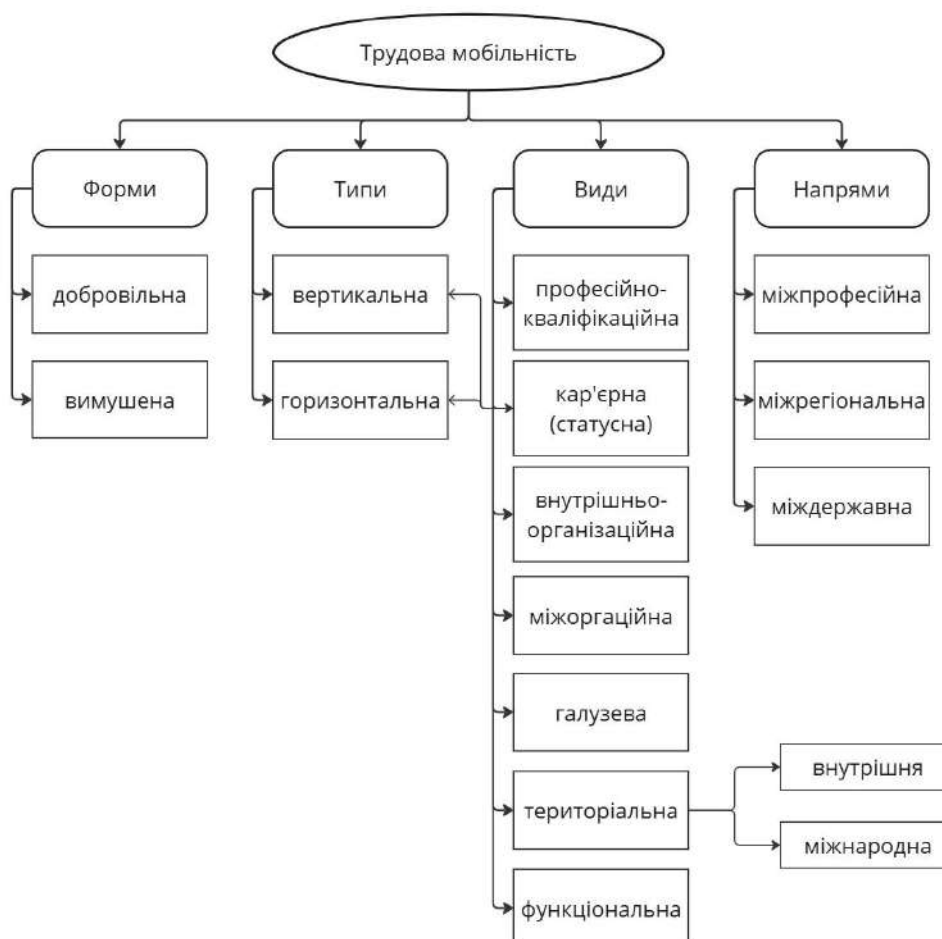 Трудова мобільність
Форми
Типи
Види
Напрями
добровільна
вимушена
вертикальна
горизонтальна
професійно-
кваліфікаційна
кар'єрна
(статусна)
внутрішньо-
організаційна
міжоргаційна
галузева
територіальна
функціональна
міжпрофесійна
міжрегіональна
міждержавна
внутрішня
міжнародна